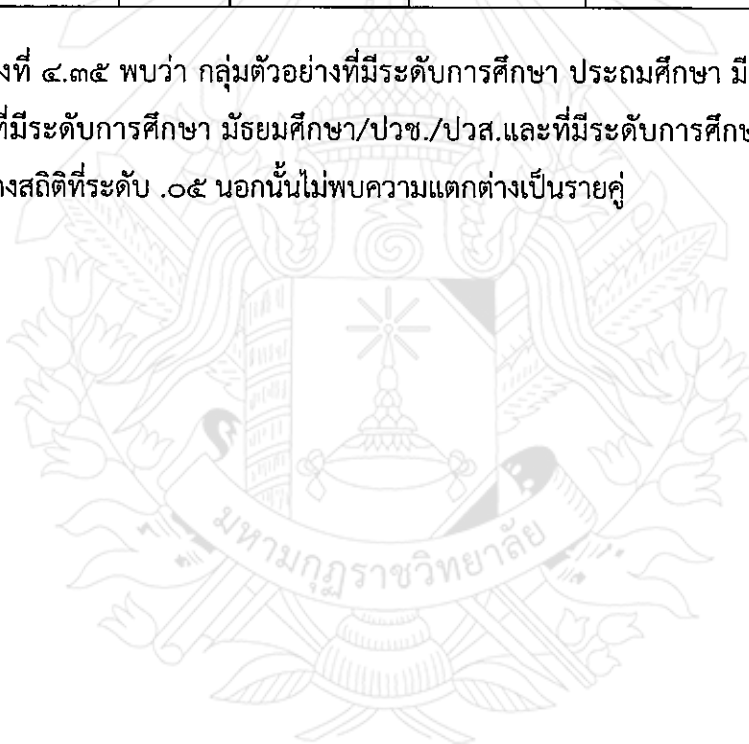 งที่ ๔.๓๕ พบว่า กลุ่มตัวอย่างที่มีระดับการศึกษา ประถมศึกษา มี
ที่มีระดับการศึกษา มัธยมศึกษา/ปวช./ปวส.และที่มีระดับการศึกษ
างสถิติที่ระดับ .๐๕ นอกนั้นไม่พบความแตกต่างเป็นรายคู่
มหามกุฏราชวิทยาลัย